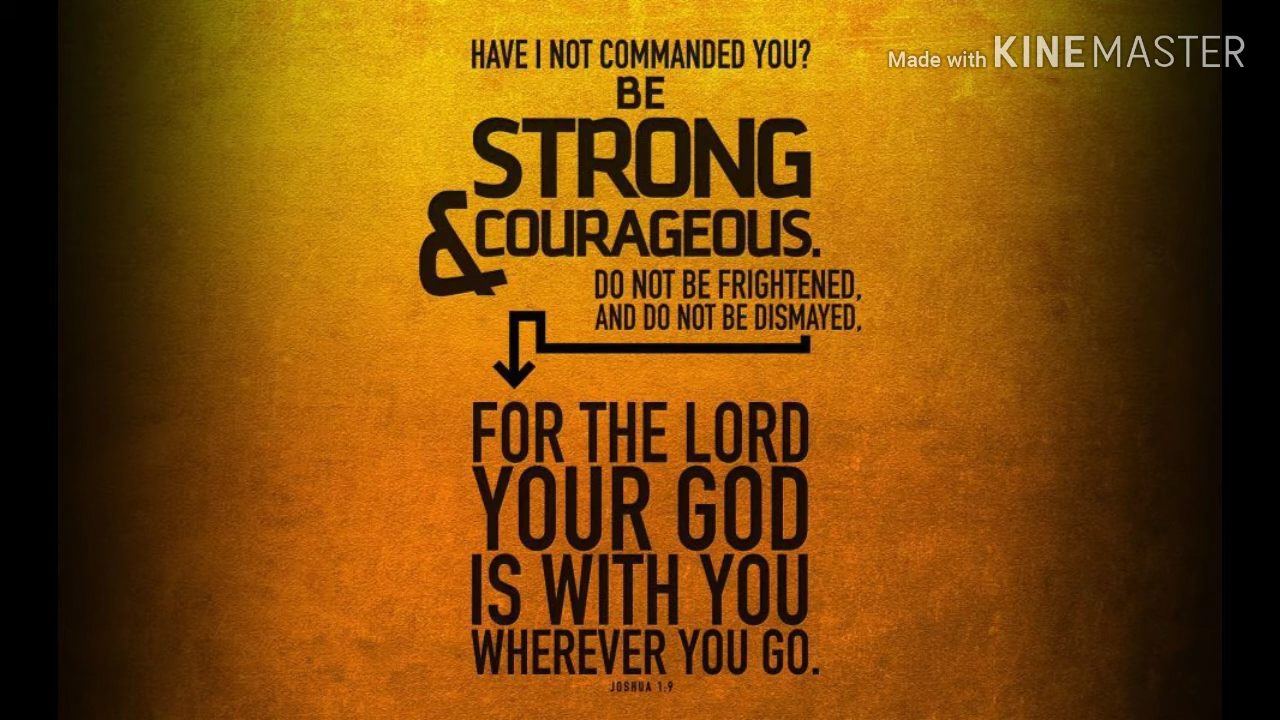 HAVE I NOT COMMANDED YOU?
Made with KINEMASTER
BE
STRONG
& COURAGEOUS.
DO NOT BE FRIGHTENED,
AND DO NOT BE DISMAYED,
FOR THE LORD
YOUR GOD
IS WITH YOU
WHEREVER YOU GO.
JOSHUA 1:9